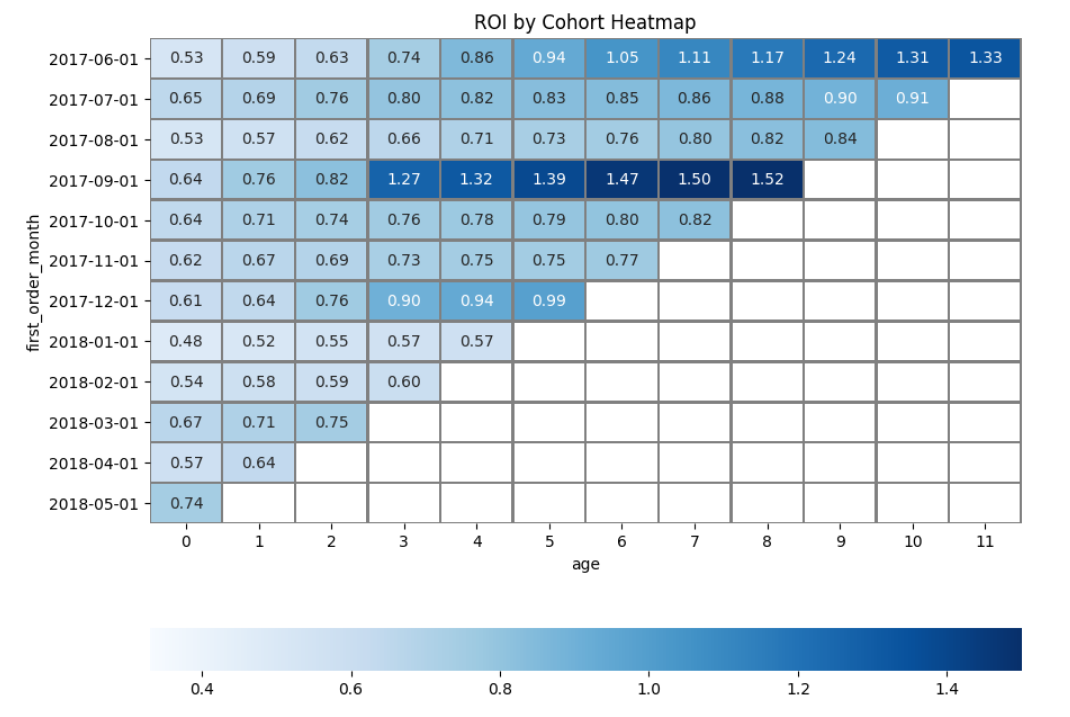 ROI by Cohort Heatmap
first_order_month
2017-06-01 0.53 0.59 0.63 0.74 0.86 0.94 1.05 1.11 1.17 1.24 1.31 1.33
2017-07-01 0.65 0.69 0.76 0.80 0.82 0.83 0.85 0.86 0.88 0.90 0.91
2017-08-01 0.53 0.57 0.62 0.66 0.71 0.73 0.76 0.80 0.82 0.84
2017-09-01 0.64 0.76 0.82 1.27 1.32 1.39 1.47 1.50 1.52
2017-10-01 0.64 0.71 0.74 0.76 0.78 0.79 0.80 0.82
2017-11-01 0.62 0.67 0.69 0.73 0.75 0.75 0.77
2017-12-01 0.61 0.64 0.76 0.90 0.94 0.99
2018-01-01 0.48 0.52 0.55 0.57 0.57
2018-02-01 0.54 0.58 0.59 0.60
2018-03-01 0.67 0.71 0.75
2018-04-01 0.57 0.64
2018-05-01 0.74
0 1 2 3 4 5 6 7 8 9 10 11
age
0.4 0.6 0.8 1.0 1.2 1.4